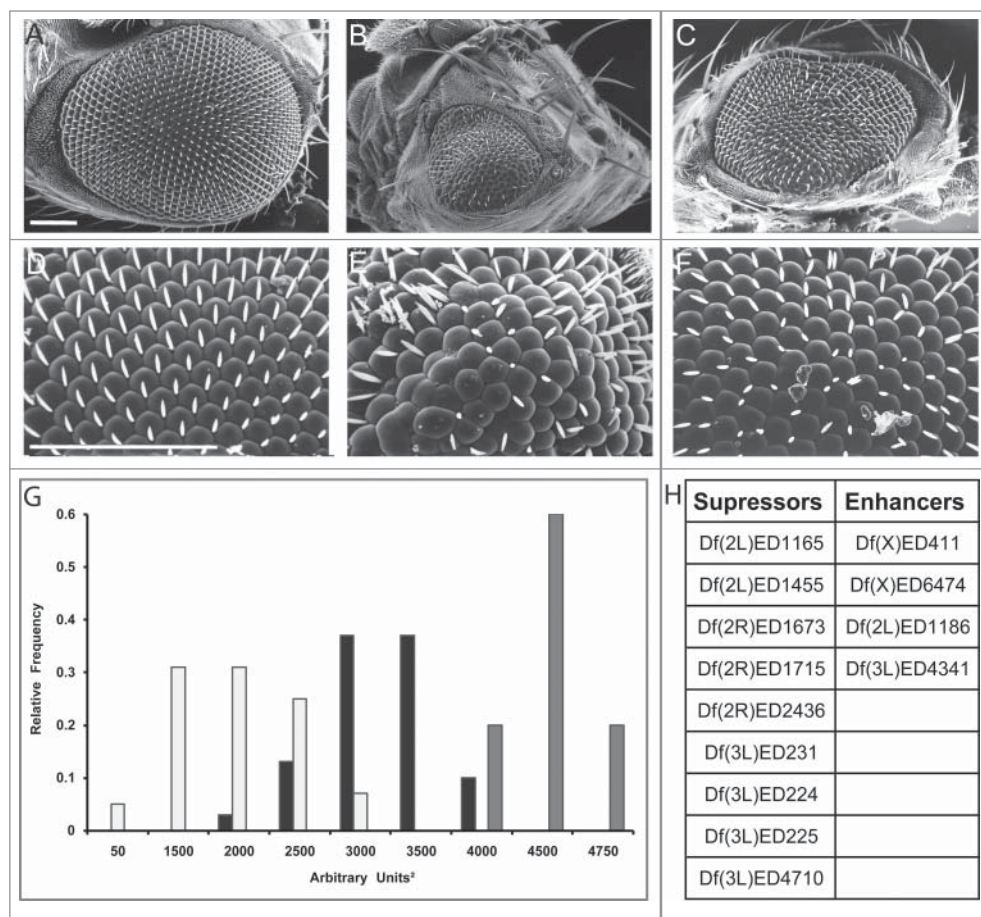 A
B
C
D
E
F
G
0.6
0.5
0.4
0.3
0.2
0.1
0
Relative Frequency
50 1500 2000 2500 3000 3500 4000 4500 4750
Arbitrary Units²
H
Supressors Enhancers
Df(2L)ED1165 Df(X)ED411
Df(2L)ED1455 Df(X)ED6474
Df(2R)ED1673 Df(2L)ED1186
Df(2R)ED1715 Df(3L)ED4341
Df(2R)ED2436
Df(3L)ED231
Df(3L)ED224
Df(3L)ED225
Df(3L)ED4710